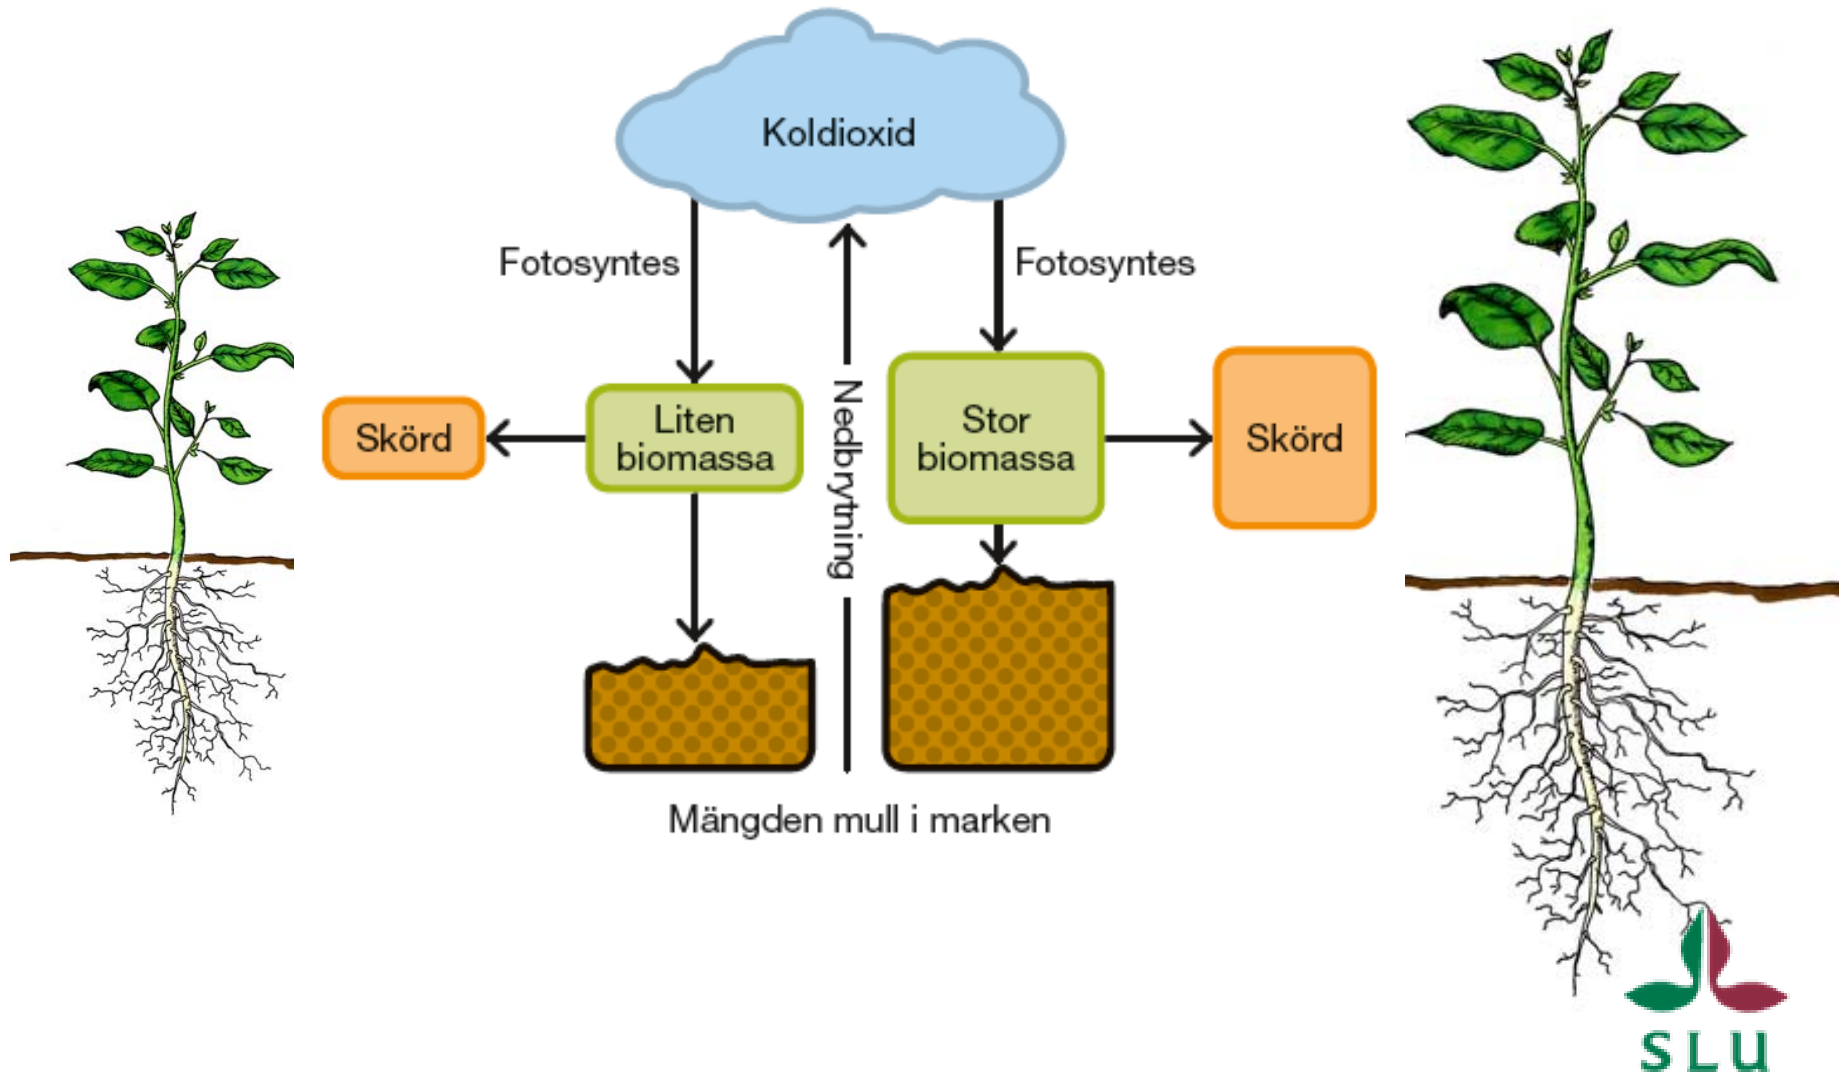 Koldioxid
Fotosyntes
Fotosyntes
Skörd
Liten
biomassa
Nedbrytning
Stor
biomassa
Skörd
Mängden mull i marken
SLU